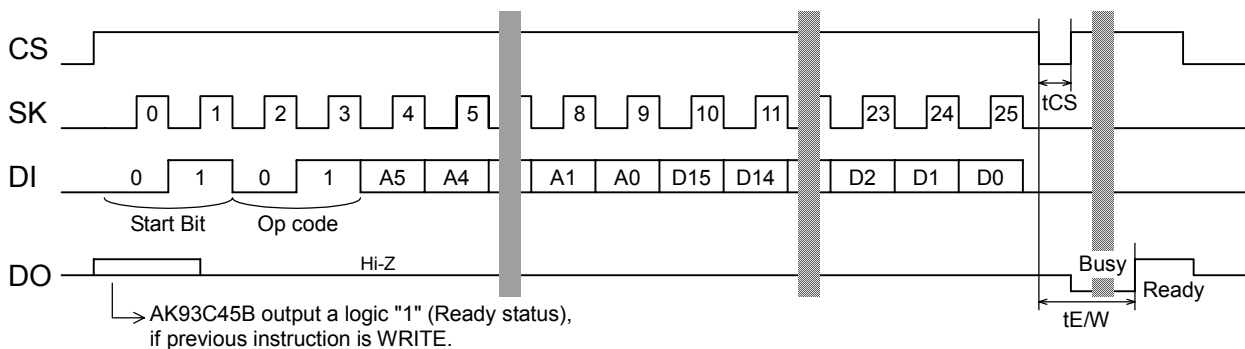 CS
tCS
SK 0 1 2 3 4 5 8 9 10 11 23 24 25
DI 0 1 0 1 A5 A4 A1 A0 D15 D14 D2 D1 D0
Start Bit Op code
DO Hi-Z Busy Ready
tE/W
AK93C45B output a logic "1" (Ready status),
if previous instruction is WRITE.